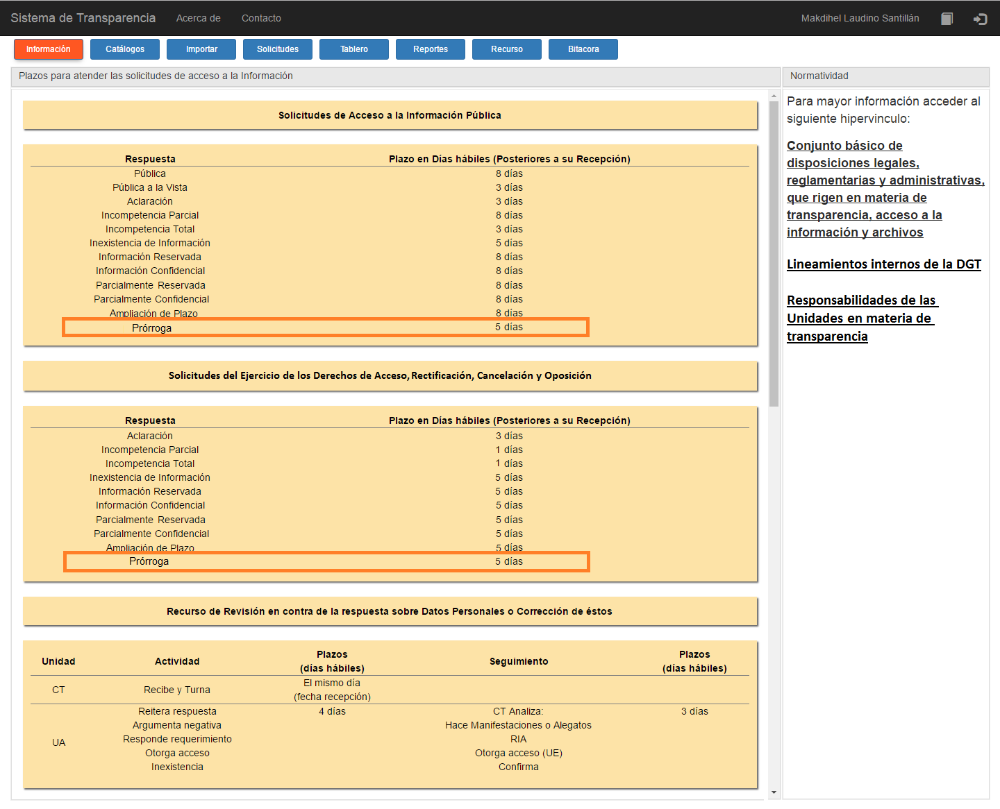 Sistema de Transparencia Acerca de Contacto Makdihel Laudino Santillán
Información Catálogos Importar Solicitudes Tablero Reportes Recurso Bitacora
Plazos para atender las solicitudes de acceso a la Información
Solicitudes de Acceso a la Información Pública
Respuesta Plazo en Días hábiles (Posteriores a su Recepción)
Pública 8 días
Pública a la Vista 3 días
Aclaración 3 días
Incompetencia Parcial 8 días
Incompetencia Total 3 días
Inexistencia de Información 5 días
Información Reservada 8 días
Información Confidencial 8 días
Parcialmente Reservada 8 días
Parcialmente Confidencial 8 días
Ampliación de Plazo 8 días
Prórroga 5 días
Solicitudes del Ejercicio de los Derechos de Acceso, Rectificación, Cancelación y Oposición
Respuesta Plazo en Días hábiles (Posteriores a su Recepción)
Aclaración 3 días
Incompetencia Parcial 1 días
Incompetencia Total 1 días
Inexistencia de Información 5 días
Información Reservada 5 días
Información Confidencial 5 días
Parcialmente Reservada 5 días
Parcialmente Confidencial 5 días
Ampliación de Plazo 5 días
Prórroga 5 días
Recurso de Revisión en contra de la respuesta sobre Datos Personales o Corrección de éstos
Unidad Actividad Plazos (días hábiles) Seguimiento Plazos (días hábiles)
CT Recibe y Turna El mismo día
(fecha recepción)
UA
Reitera respuesta 4 días CT Analiza: 3 días
Argumenta negativa Hace Manifestaciones o Alegatos
Responde requerimiento RIA
Otorga acceso Otorga acceso (UE)
Inexistencia Confirma
Normatividad
Para mayor información acceder al
siguiente hipervinculo:
Conjunto básico de
disposiciones legales,
reglamentarias y administrativas,
que rigen en materia de
transparencia, acceso a la
información y archivos
Lineamientos internos de la DGT
Responsabilidades de las
Unidades en materia de
transparencia